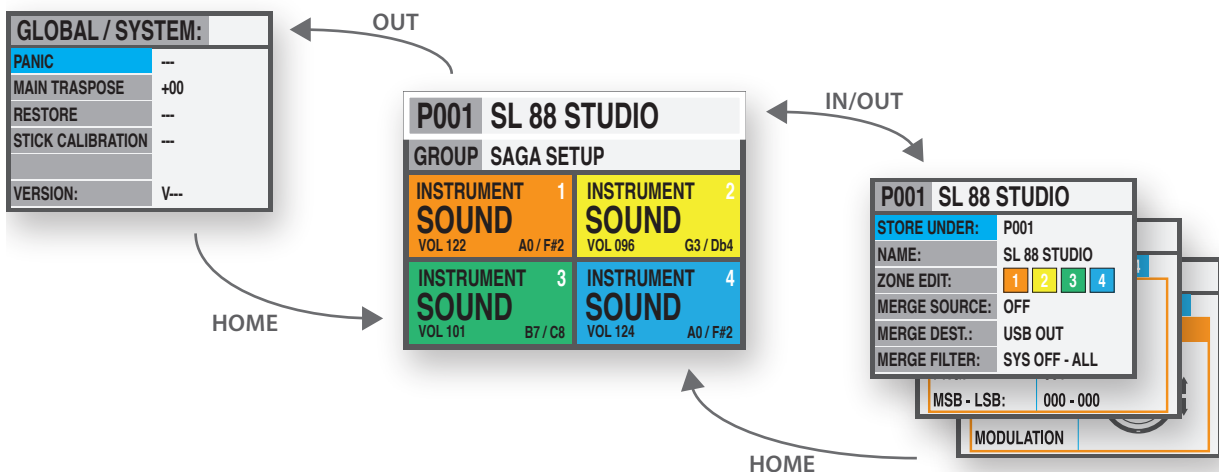 GLOBAL / SYSTEM:
PANIC ---
MAIN TRASPOSE +00
RESTORE ---
STICK CALIBRATION ---
VERSION: V---
OUT
HOME
P001 SL 88 STUDIO
GROUP SAGA SETUP
INSTRUMENT 1
SOUND
VOL 122 A0 / F#2
INSTRUMENT 2
SOUND
VOL 096 G3 / Db4
INSTRUMENT 3
SOUND
VOL 101 B7 / C8
INSTRUMENT 4
SOUND
VOL 124 A0 / F#2
IN/OUT
P001 SL 88 STUDIO
STORE UNDER: P001
NAME: SL 88 STUDIO
ZONE EDIT: 1 2 3 4
MERGE SOURCE: OFF
MERGE DEST.: USB OUT
MERGE FILTER: SYS OFF - ALL
MSB - LSB: 000 - 000
MODULATION
HOME